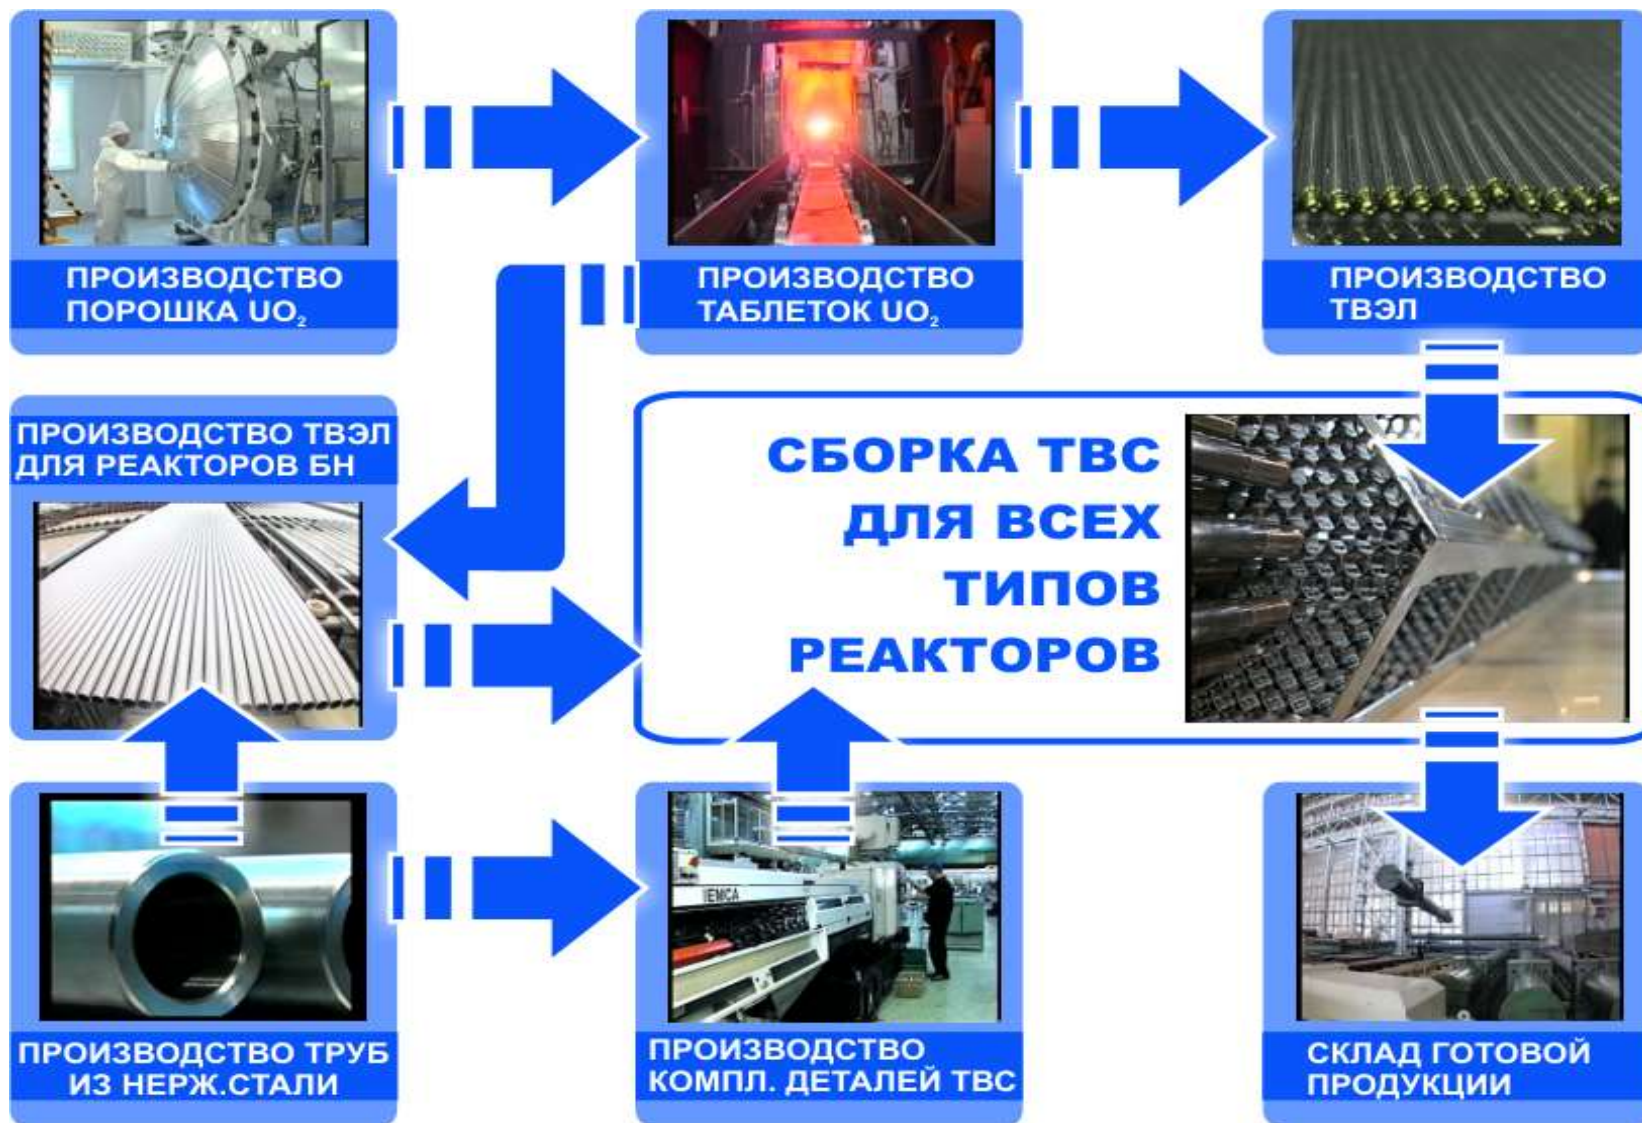 ПРОИЗВОДСТВО
ПОРОШКА UO₂
ПРОИЗВОДСТВО
ТАБЛЕТОК UO₂
ПРОИЗВОДСТВО
ТВЭЛ
ПРОИЗВОДСТВО ТВЭЛ
ДЛЯ РЕАКТОРОВ БН
СБОРКА ТВС
ДЛЯ ВСЕХ
ТИПОВ
РЕАКТОРОВ
EMCA
ПРОИЗВОДСТВО ТРУБ
ИЗ НЕРЖ.СТАЛИ
ПРОИЗВОДСТВО
КОМПЛ. ДЕТАЛЕЙ ТВС
СКЛАД ГОТОВОЙ
ПРОДУКЦИИ